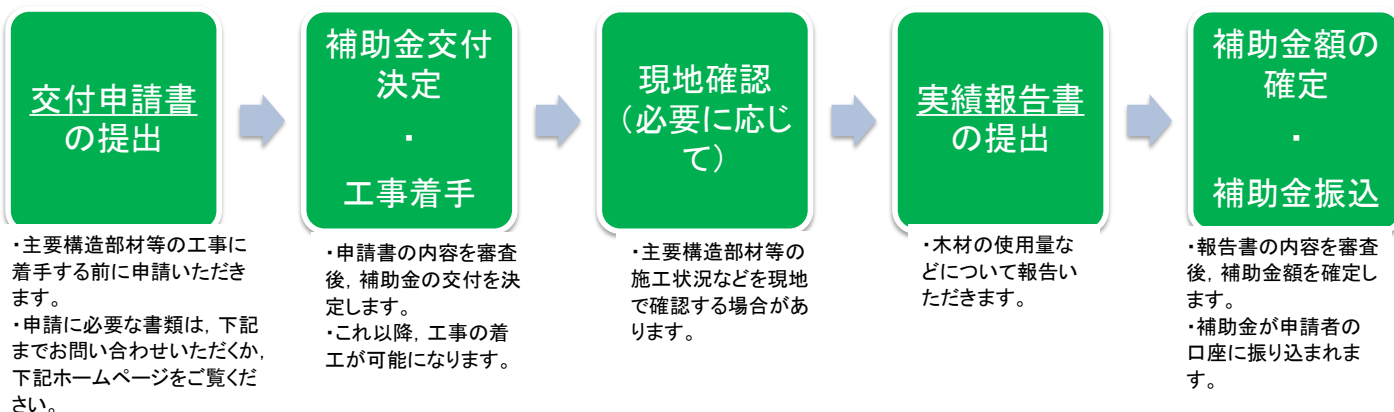 交付申請書
の提出
・主要構造部材等の工事に
着手する前に申請いただき
ます。
・申請に必要な書類は，下記
までお問い合わせいただくか，
下記ホームページをご覧くだ
さい。
補助金交付
決定
・
工事着手
・申請書の内容を審査
後，補助金の交付を決
定します。
・これ以降，工事の着
工が可能になります。
現地確認
（必要に応じ
て）
・主要構造部材等の
施工状況などを現地
で確認する場合があ
ります。
実績報告書
の提出
・木材の使用量な
どについて報告い
ただきます。
補助金額の
確定
・
補助金振込
・報告書の内容を審査
後，補助金額を確定し
ます。
・補助金が申請者の
口座に振り込まれま
す。